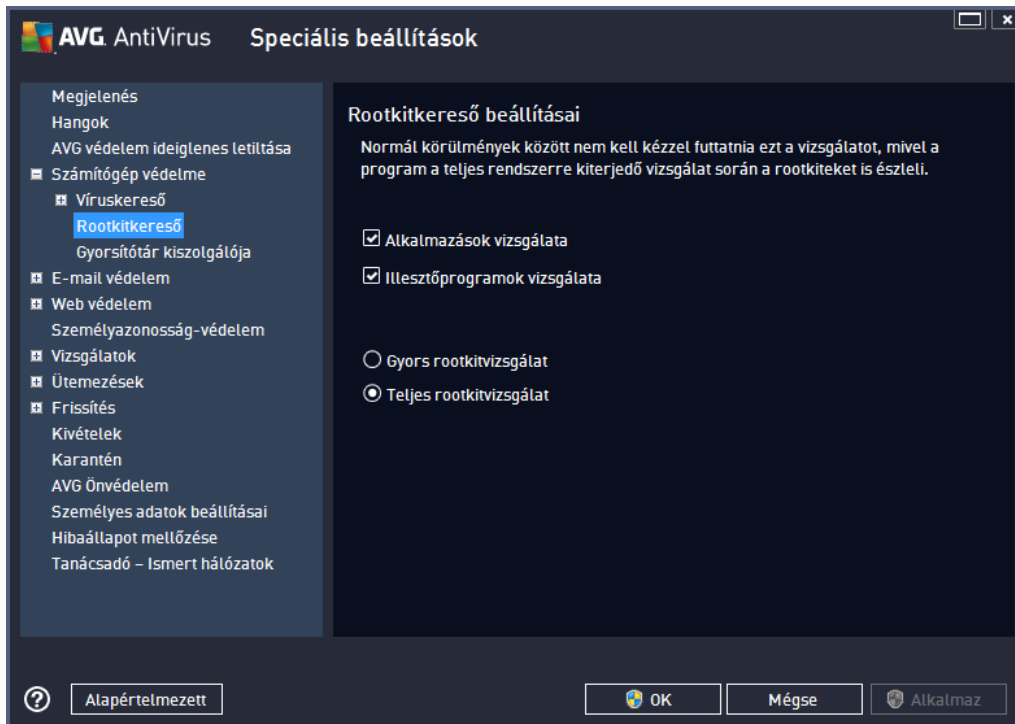 AVG. AntiVirus Speciális beállítások
Megjelenés
Hangok
AVG védelem ideiglenes letiltása
Számítógép védelme
Víruskereső
Rootkitkereső
Gyorsítótár kiszolgálója
E-mail védelem
Web védelem
Személyazonosság-védelem
Vizsgálatok
Ütemezések
Frissítés
Kivételek
Karantén
AVG Önvédelem
Személyes adatok beállításai
Hibaállapot mellőzése
Tanácsadó – Ismert hálózatok
Rootkitkereső beállításai
Normál körülmények között nem kell kézzel futtatnia ezt a vizsgálatot, mivel a
program a teljes rendszerre kiterjedő vizsgálat során a rootkiteket is észleli.
Alkalmazások vizsgálata
Illesztőprogramok vizsgálata
Gyors rootkitvizsgálat
Teljes rootkitvizsgálat
? Alapértelmezett OK Mégse Alkalmaz